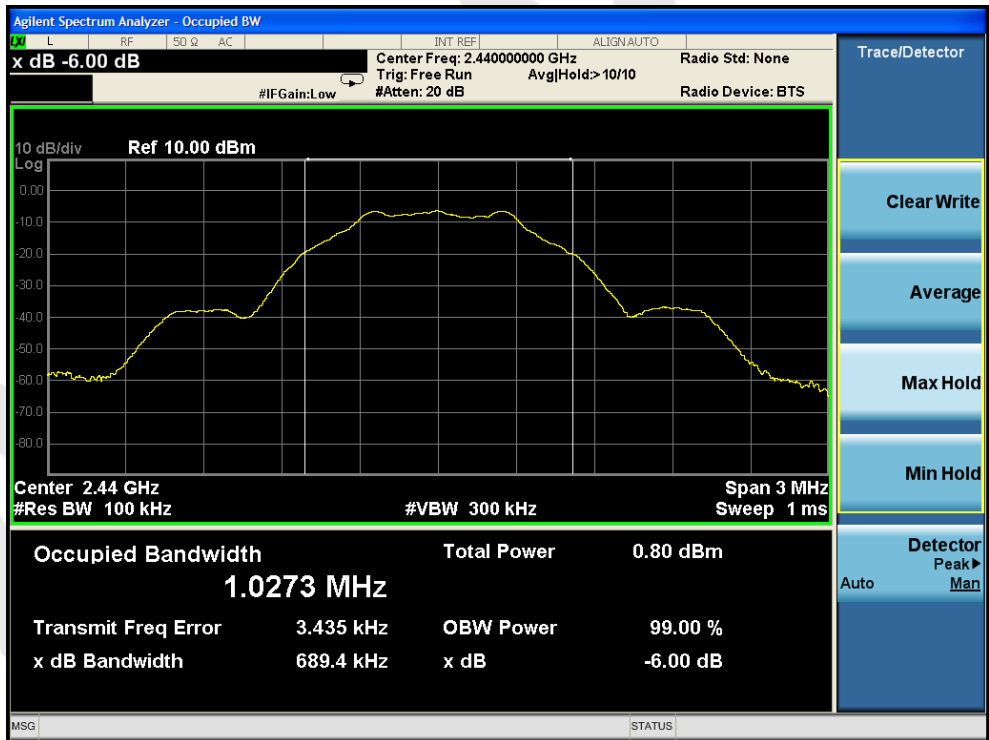 Agilent Spectrum Analyzer - Occupied BW
LXI L RF 50 Ω AC INT REF ALIGN AUTO
x dB -6.00 dB
Center Freq: 2.440000000 GHz
Radio Std: None
Trig: Free Run Avg|Hold:> 10/10
#IFGain:Low
#Atten: 20 dB
Radio Device: BTS
Trace/Detector
10 dB/div Ref 10.00 dBm
Log
0.00
-10.0
-20.0
-30.0
-40.0
-50.0
-60.0
-70.0
-80.0
Center 2.44 GHz
Span 3 MHz
#Res BW 100 kHz
#VBW 300 kHz
Sweep 1 ms
Clear Write
Average
Max Hold
Min Hold
Detector
Peak▶
Auto Man
Occupied Bandwidth
1.0273 MHz
Total Power 0.80 dBm
Transmit Freq Error 3.435 kHz
OBW Power 99.00 %
x dB Bandwidth 689.4 kHz
x dB -6.00 dB
MSG
STATUS